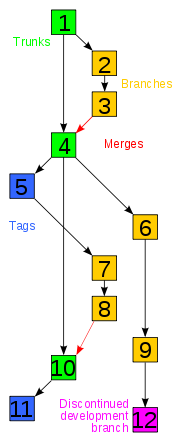 1
Trunks
2
Branches
3
4
Merges
5
Tags
6
7
8
9
10
11
Discontinued
development
branch
12